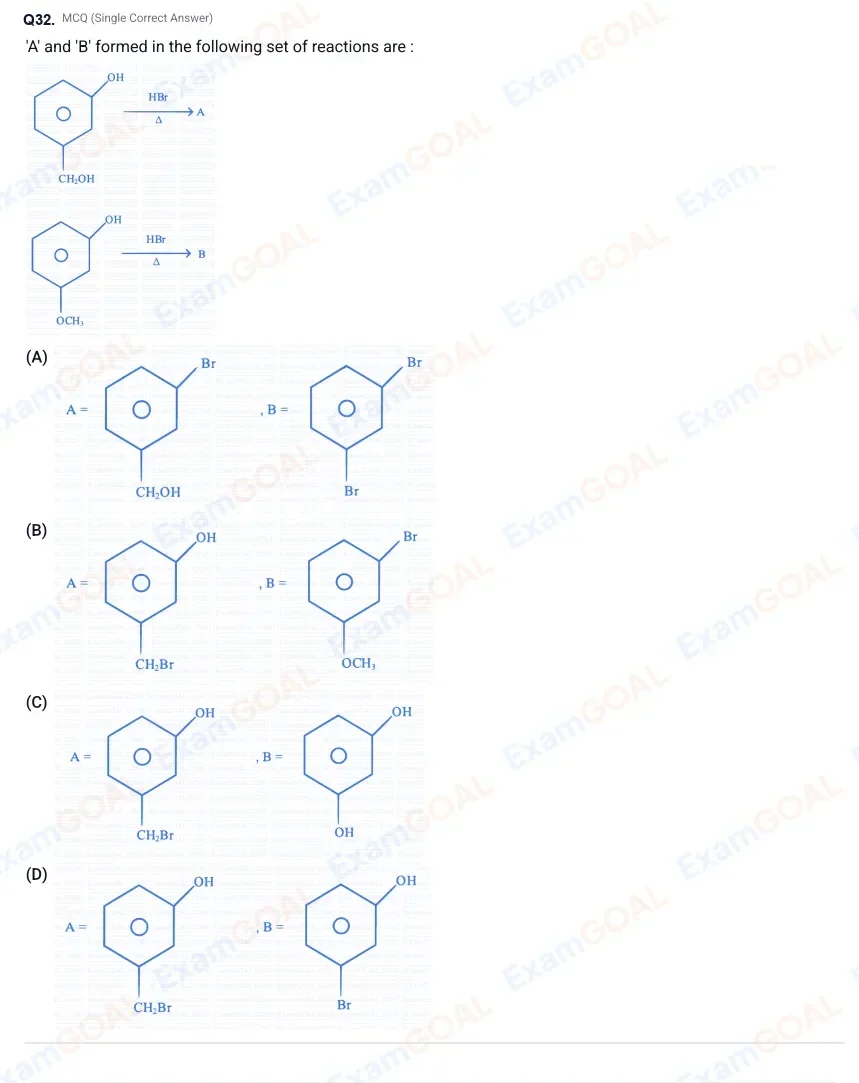 Q32. MCQ (Single Correct Answer)
'A' and 'B' formed in the following set of reactions are :
OH
HBr
Δ
A
CH₂OH
OH
HBr
Δ
B
OCH₃
(A)
Br
Br
A =
, B =
CH₂OH
Br
(B)
OH
Br
A =
, B =
CH₂Br
OCH₃
(C)
OH
OH
A =
, B =
CH₂Br
OH
(D)
OH
OH
A =
, B =
CH₂Br
Br
ExamGOAL